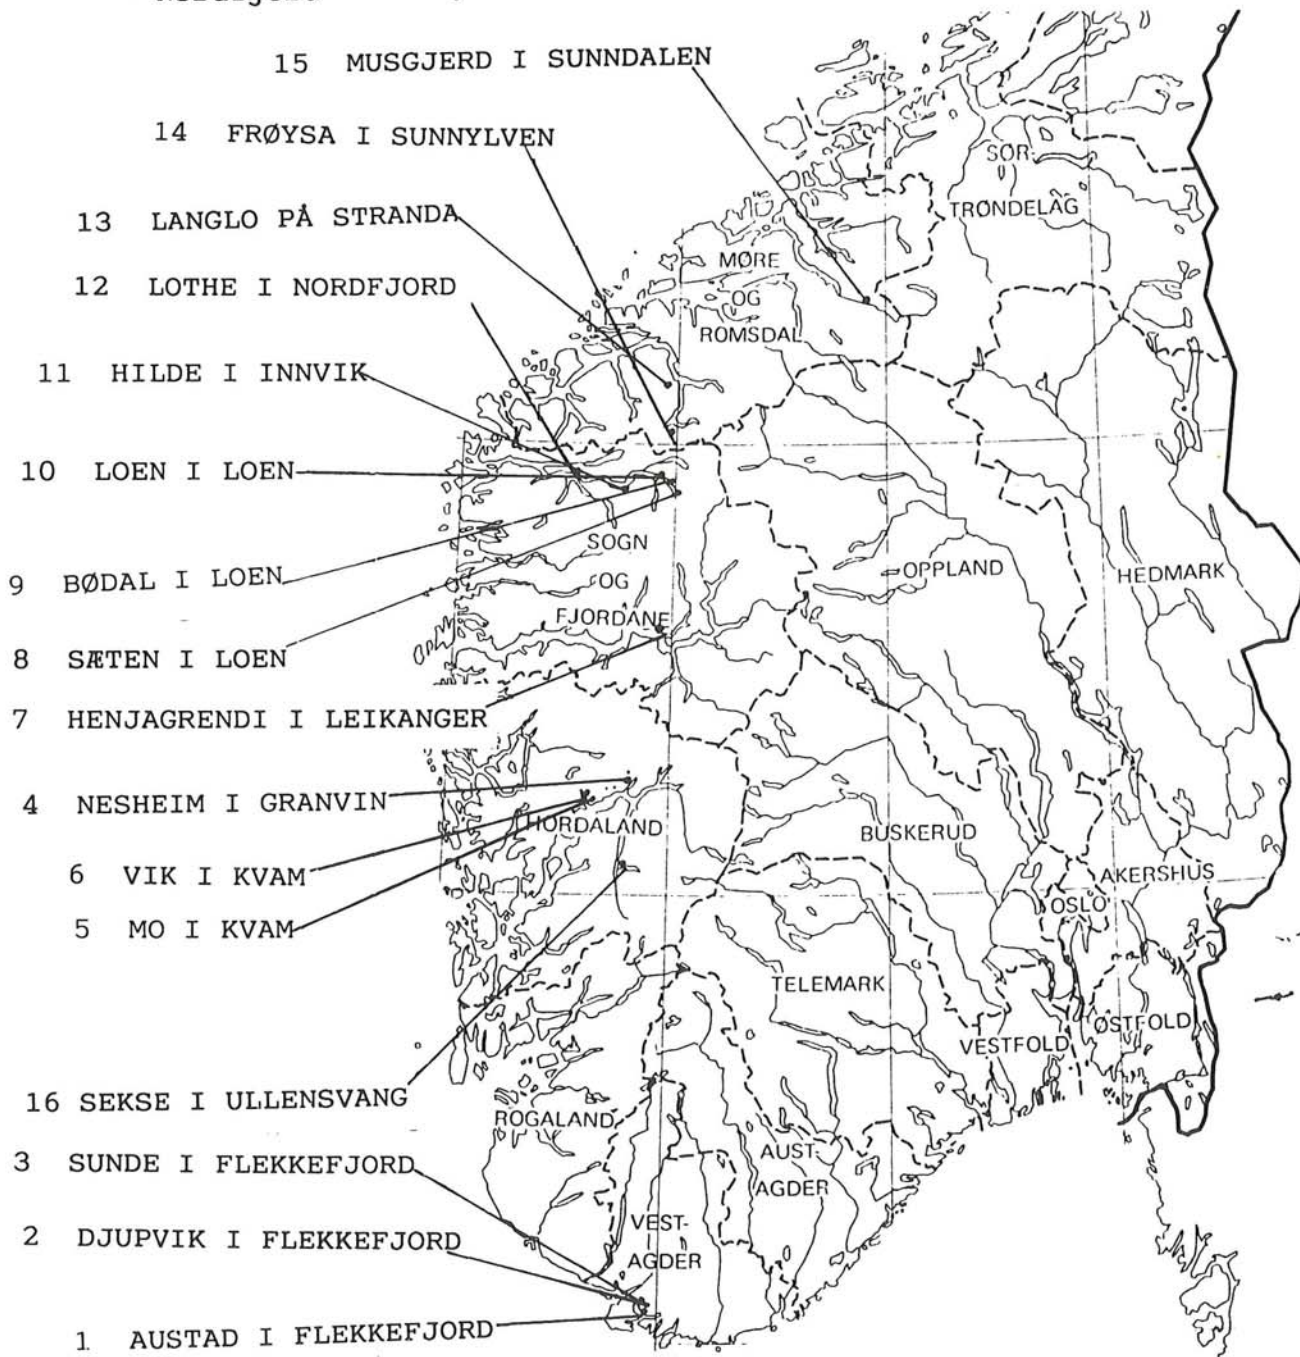 15 MUSGJERD I SUNNDALEN
14 FRØYSA I SUNNYLVEN
13 LANGLO PÅ STRANDA
12 LOTHE I NORDFJORD
11 HILDE I INNVIK
10 LOEN I LOEN
9 BØDAL I LOEN
8 SÆTEN I LOEN
7 HENJAGRENDI I LEIKANGER
4 NESHEIM I GRANVIN
6 VIK I KVAM
5 MO I KVAM
16 SEKSE I ULLENSVANG
3 SUNDE I FLEKKEFJORD
2 DJUPVIK I FLEKKEFJORD
1 AUSTAD I FLEKKEFJORD
SØR-
TRØNDELAG
MØRE
OG
ROMSDAL
SOGN
OG
FJORDANE
OPPLAND
HEDMARK
HORDALAND
BUSKERUD
AKERSHUS
OSLO
TELEMARK
VESTFOLD
ØSTFOLD
ROGALAND
AUST-
AGDER
VEST-
AGDER